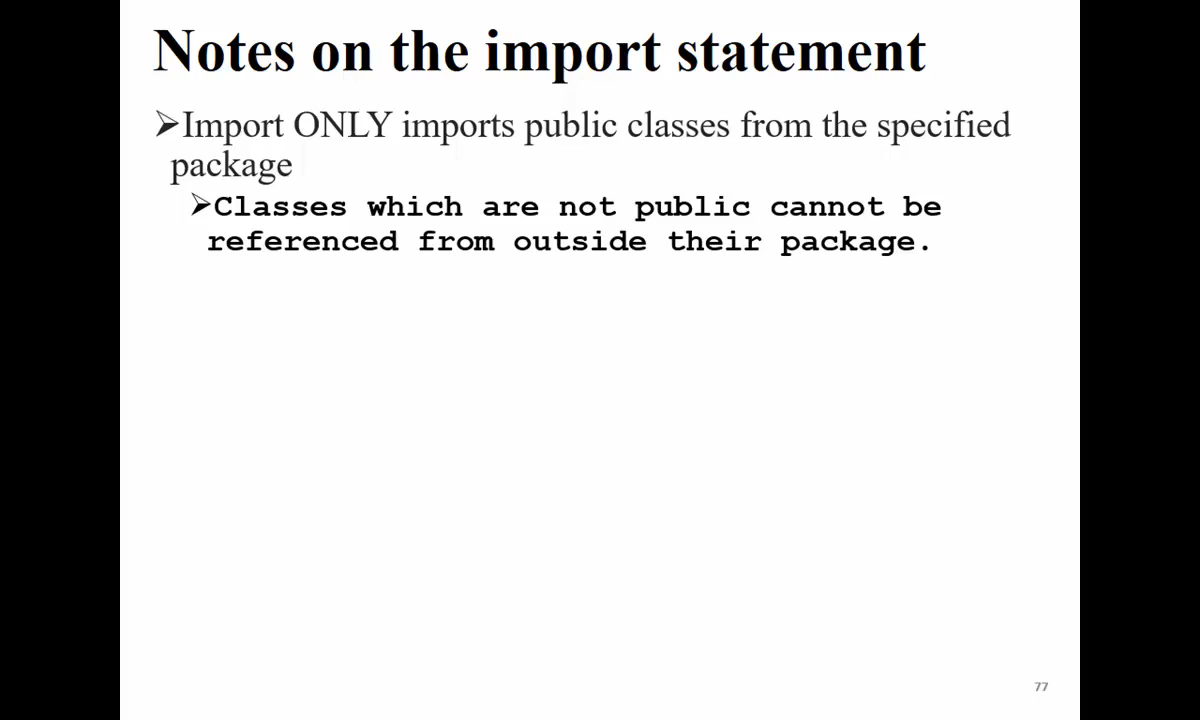 Notes on the import statement
➢Import ONLY imports public classes from the specified
package
➢Classes which are not public cannot be
referenced from outside their package.
77